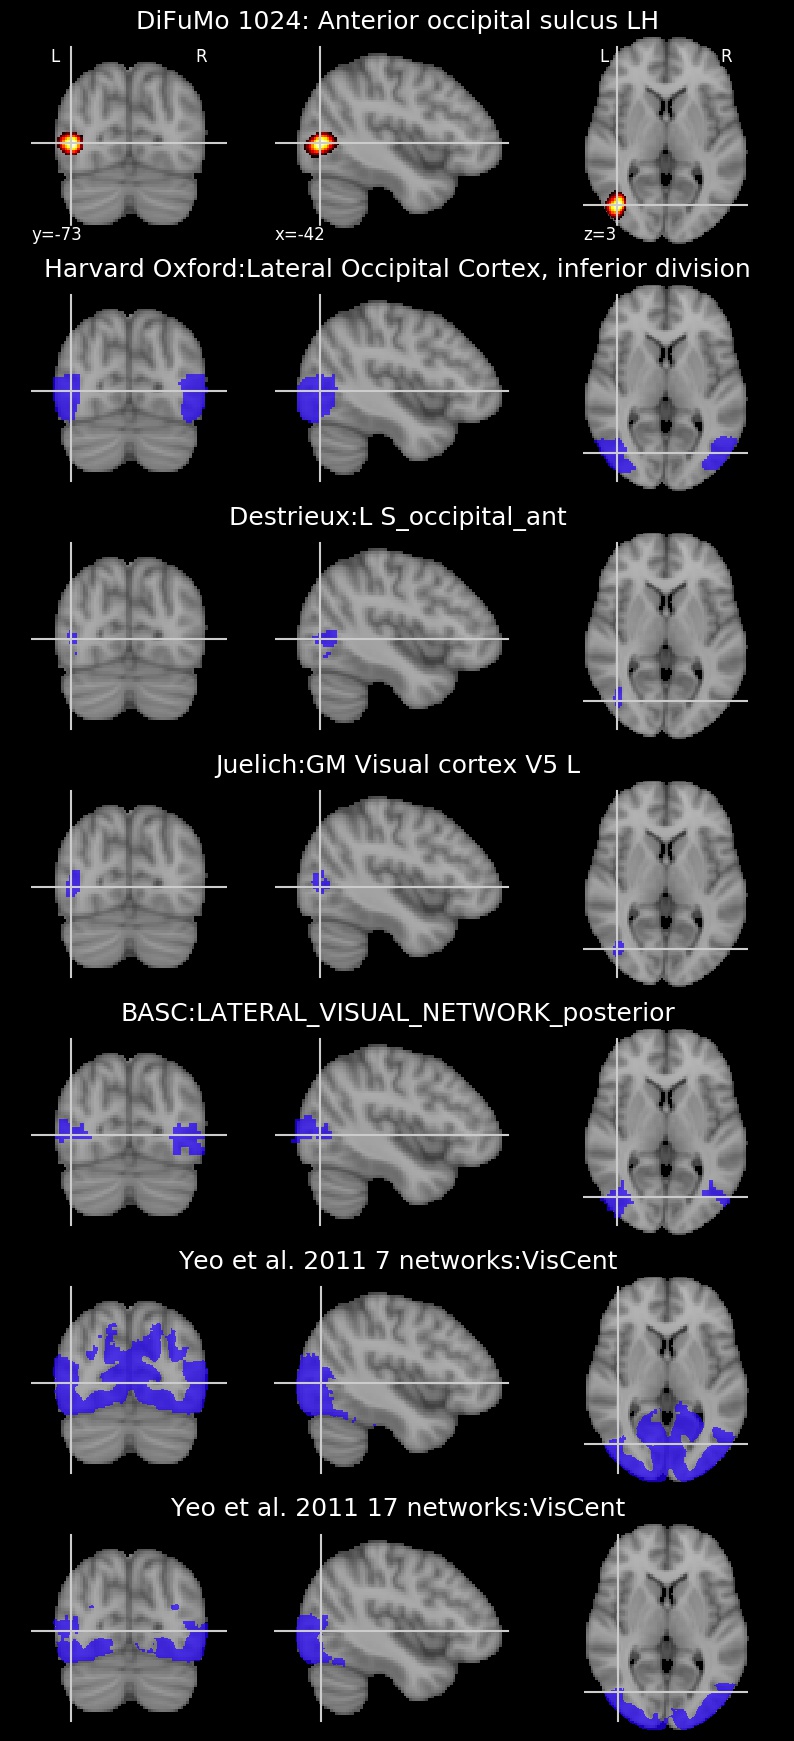 DiFuMo 1024: Anterior occipital sulcus LH
L R L R
y=-73 x=-42 z=3
Harvard Oxford:Lateral Occipital Cortex, inferior division
Destrieux:L S_occipital_ant
Juelich:GM Visual cortex V5 L
BASC:LATERAL_VISUAL_NETWORK_posterior
Yeo et al. 2011 7 networks:VisCent
Yeo et al. 2011 17 networks:VisCent